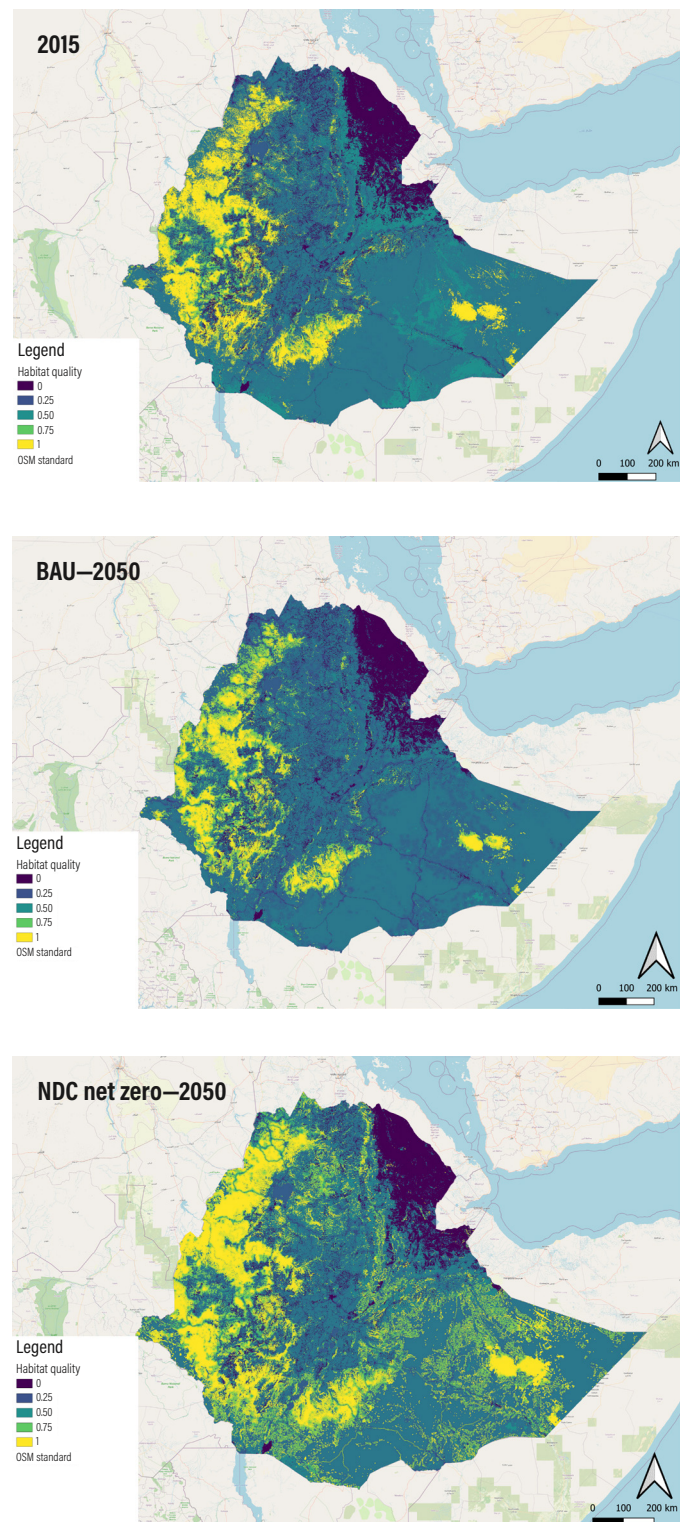 2015
Legend
Habitat quality
0
0.25
0.50
0.75
1
OSM standard
0 100 200 km
BAU—2050
Legend
Habitat quality
0
0.25
0.50
0.75
1
OSM standard
0 100 200 km
NDC net zero—2050
Legend
Habitat quality
0
0.25
0.50
0.75
1
OSM standard
0 100 200 km